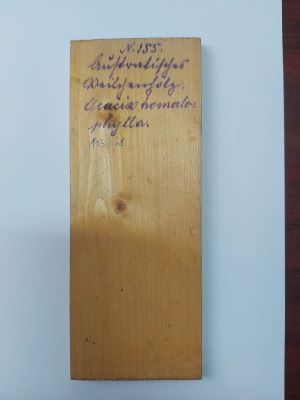 N. 155.
Australisches
Veilchenholz.
Acacia homalo-
phylla.